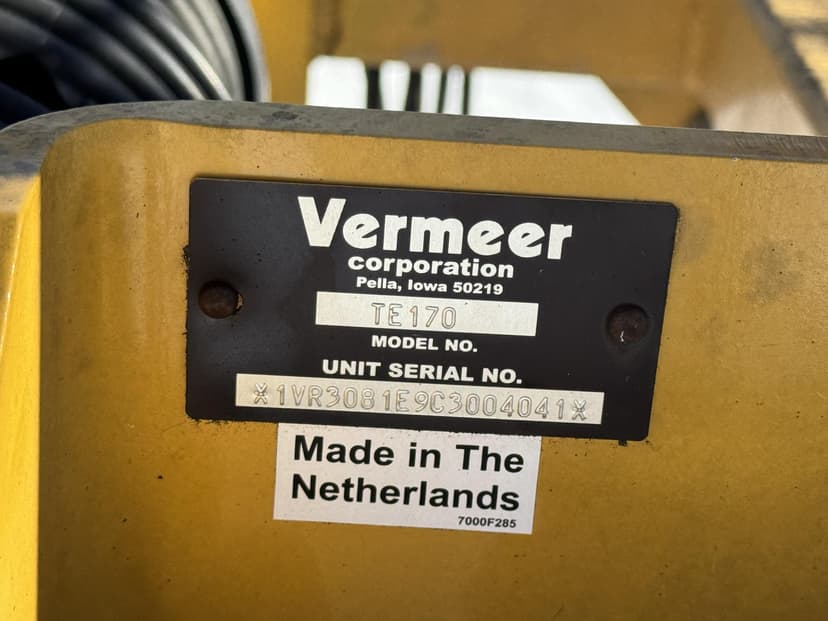 Vermeer
corporation
Pella, Iowa 50219
TE170
MODEL NO.
UNIT SERIAL NO.
*1VR3081E9C3004041*
Made in The
Netherlands
7000F285